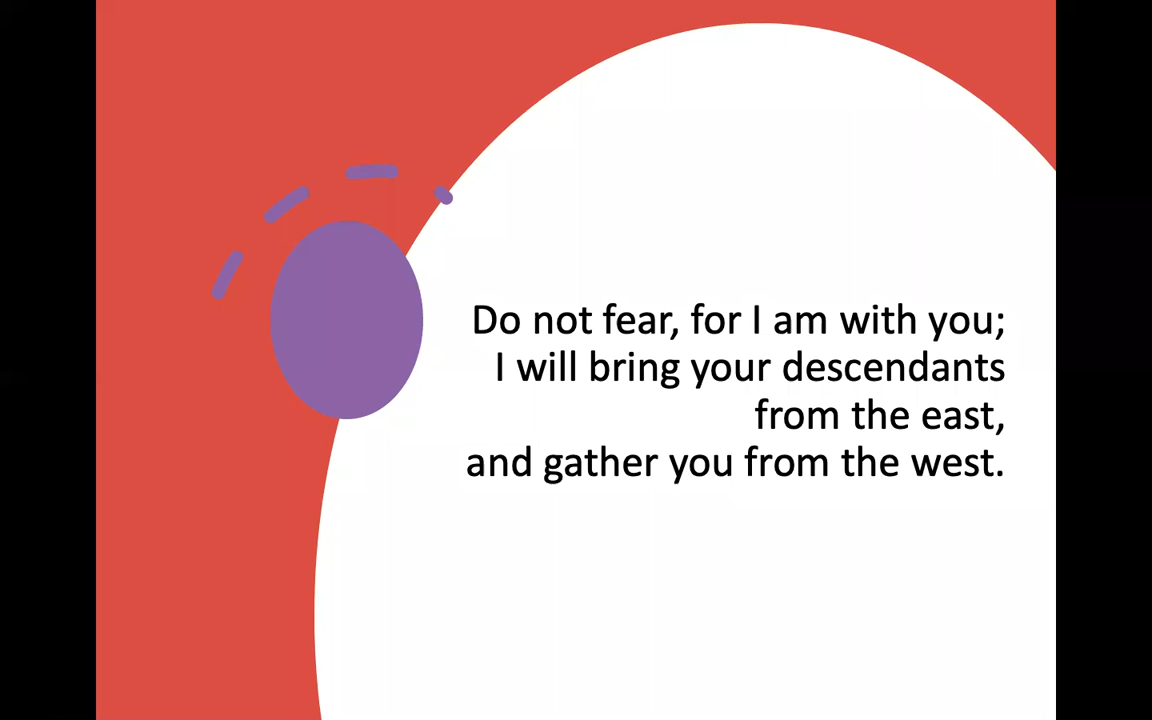 Do not fear, for I am with you;
I will bring your descendants
from the east,
and gather you from the west.